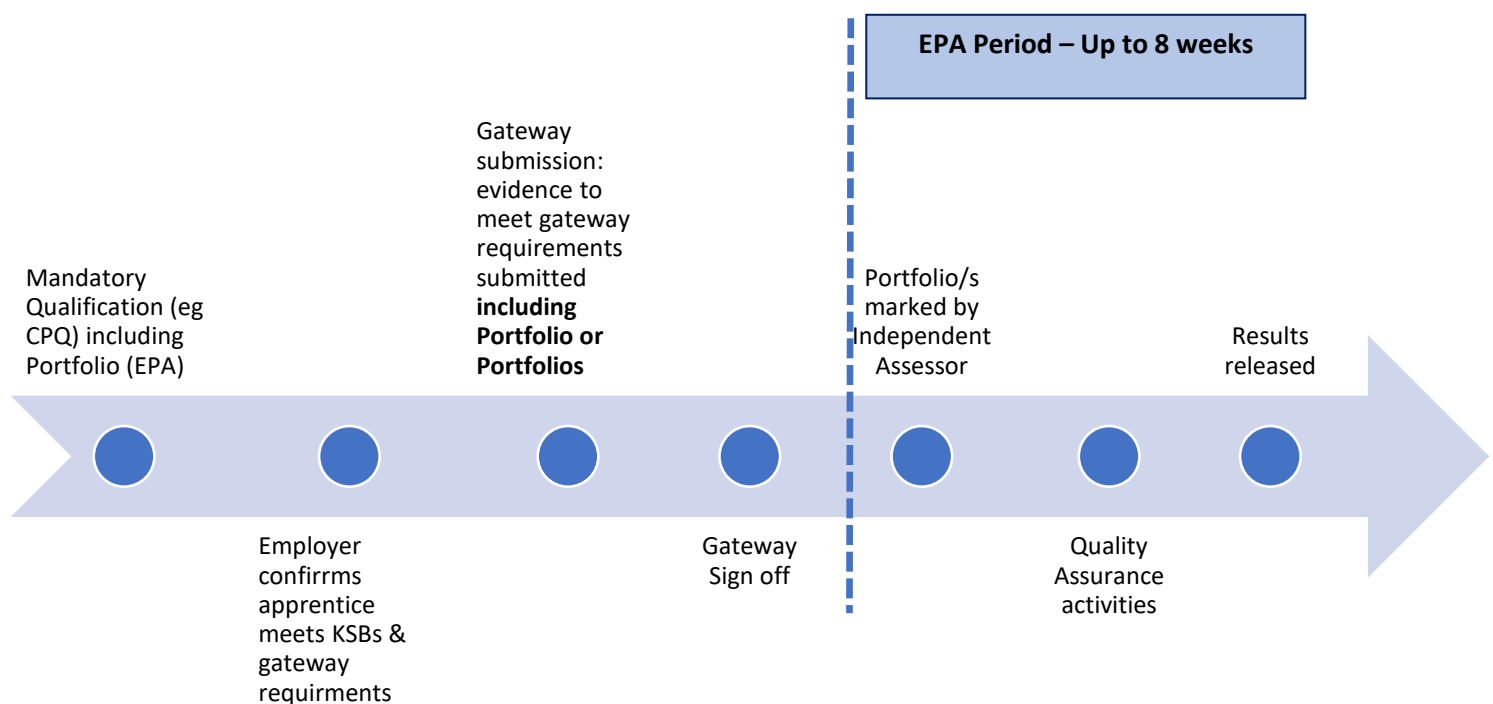 EPA Period – Up to 8 weeks
Mandatory
Qualification (eg
CPQ) including
Portfolio (EPA)
Employer
confirrms
apprentice
meets KSBs &
gateway
requirments
Gateway
submission:
evidence to
meet gateway
requirements
submitted
including
Portfolio or
Portfolios
Gateway
Sign off
Portfolio/s
marked by
Independent
Assessor
Quality
Assurance
activities
Results
released